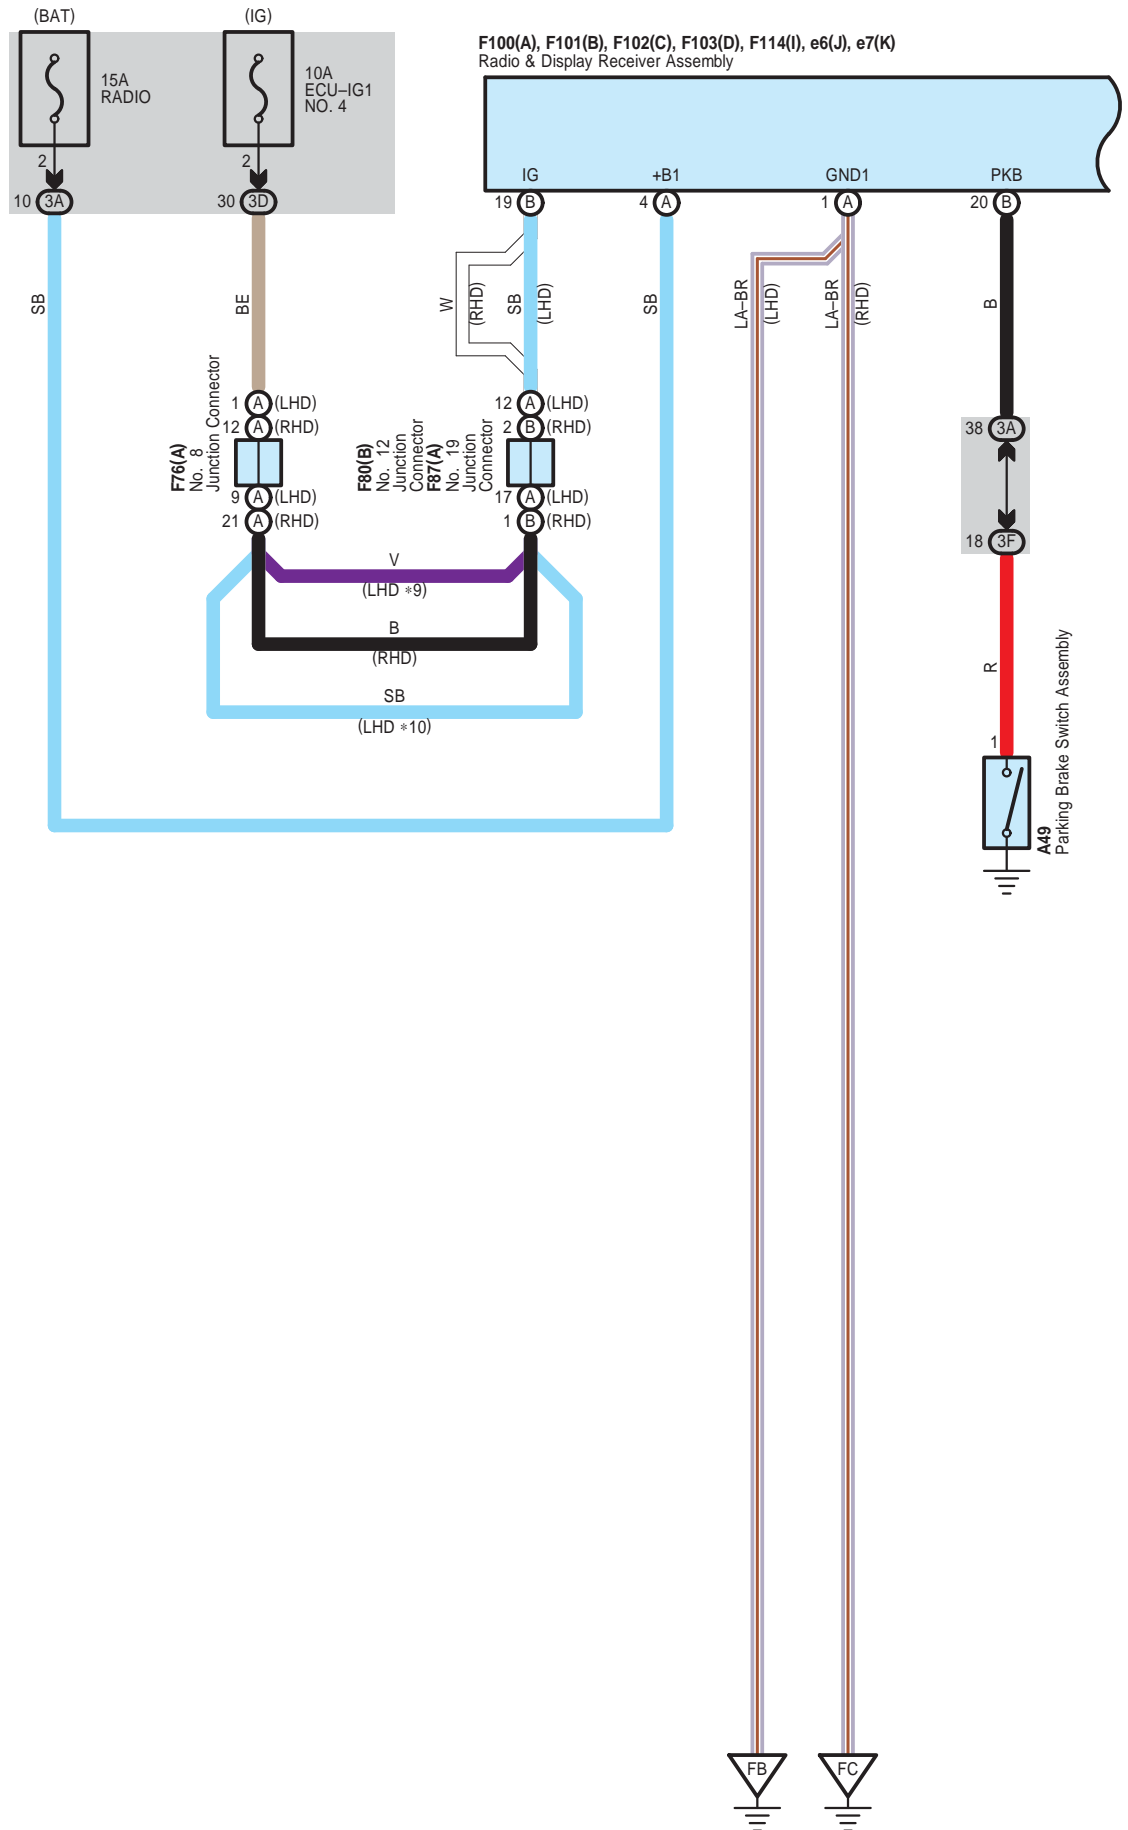 (BAT)
(IG)
15A
RADIO
10A
ECU–IG1
NO. 4
2
2
10 3A
30 3D
F100(A), F101(B), F102(C), F103(D), F114(I), e6(J), e7(K)
Radio & Display Receiver Assembly
IG
+B1
GND1
PKB
19 B
4 A
1 A
20 B
SB
BE
W
(RHD)
SB
(LHD)
SB
LA–BR
(LHD)
LA–BR
(RHD)
B
1 A (LHD)
12 A (RHD)
F76(A)
No. 8
Junction Connector
9 A (LHD)
21 A (RHD)
12 A (LHD)
2 B (RHD)
F80(B)
No. 12
Junction
Connector
F87(A)
No. 19
Junction
Connector
17 A (LHD)
1 B (RHD)
38 3A
18 3F
V
(LHD *9)
B
(RHD)
SB
(LHD *10)
R
1
A49
Parking Brake Switch Assembly
FB
FC